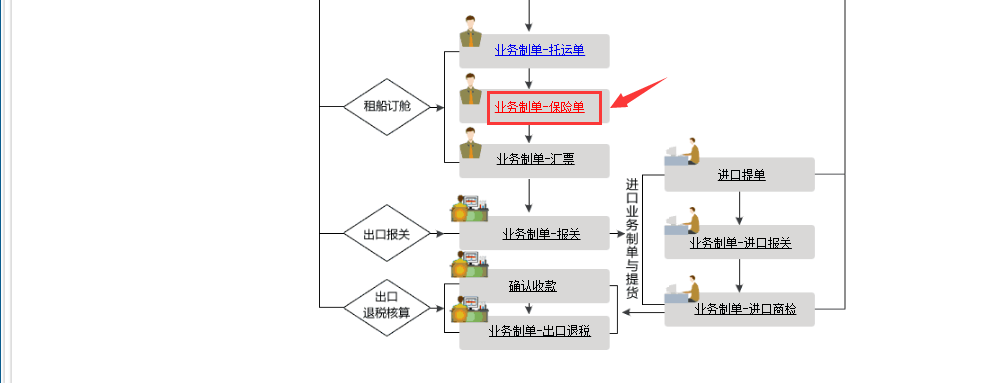 业务制单-托运单
租船订舱
业务制单-保险单
业务制单-汇票
进口提单
进口业务制单与提货
出口报关
业务制单-报关
业务制单-进口报关
确认收款
出口
退税核算
业务制单-进口商检
业务制单-出口退税